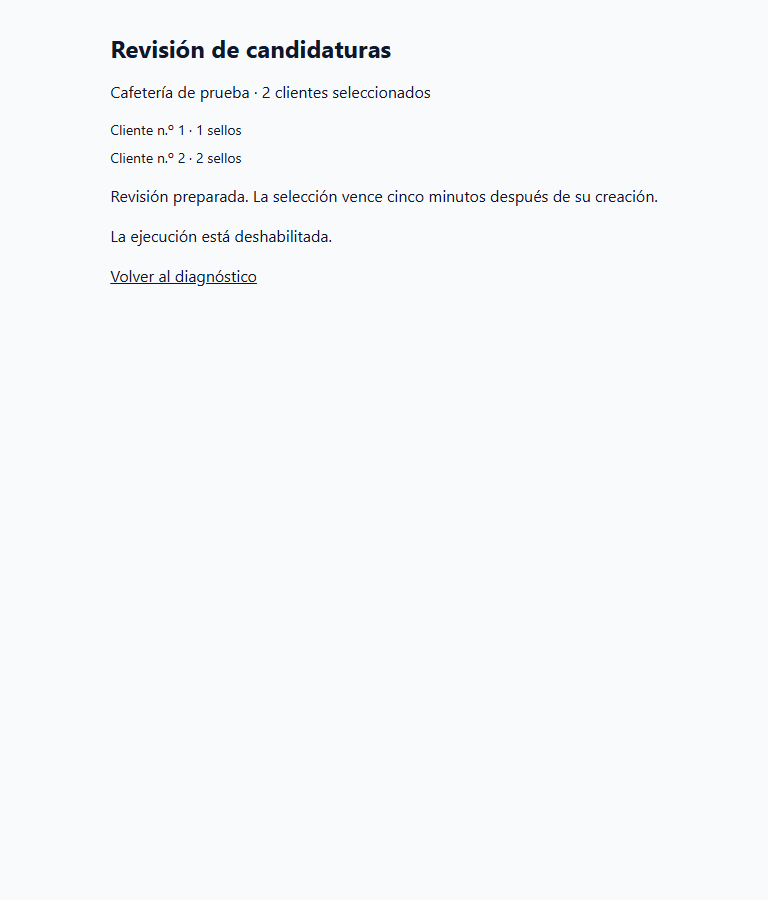 Revisión de candidaturas
Cafetería de prueba · 2 clientes seleccionados
Cliente n.º 1 · 1 sellos
Cliente n.º 2 · 2 sellos
Revisión preparada. La selección vence cinco minutos después de su creación.
La ejecución está deshabilitada.
Volver al diagnóstico